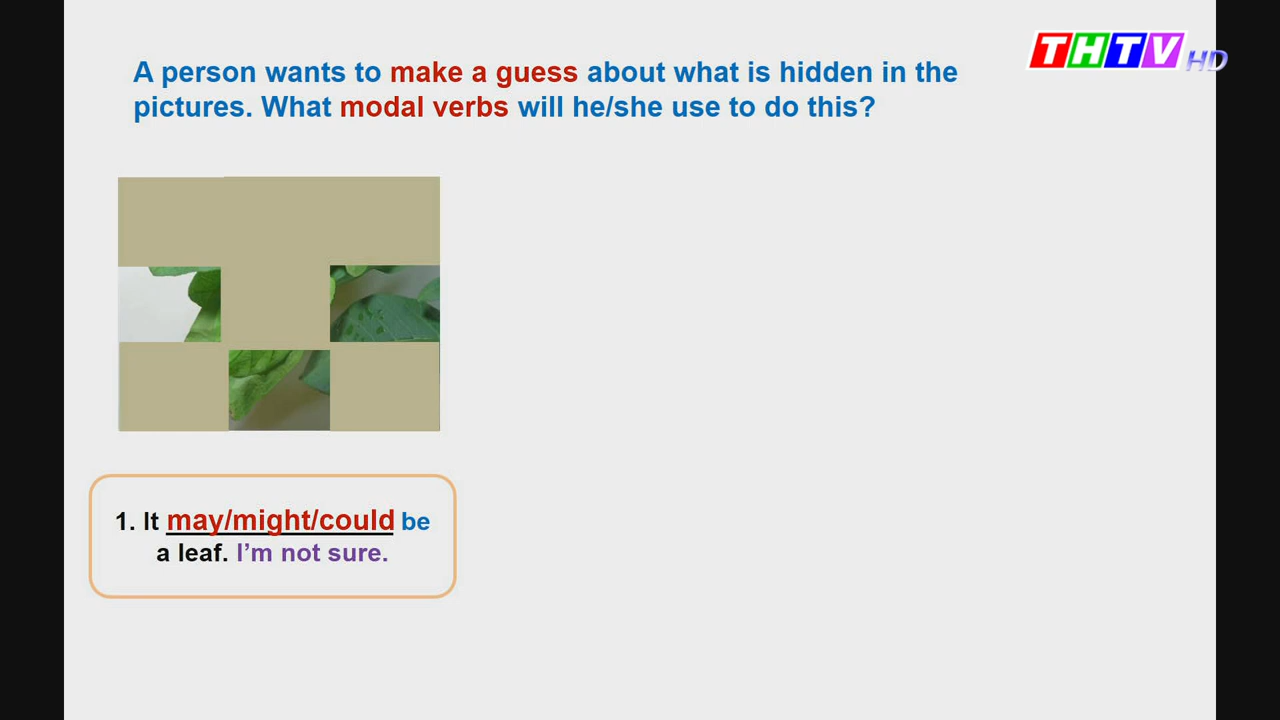 THTV HD
A person wants to make a guess about what is hidden in the
pictures. What modal verbs will he/she use to do this?
1. It may/might/could be
a leaf. I’m not sure.